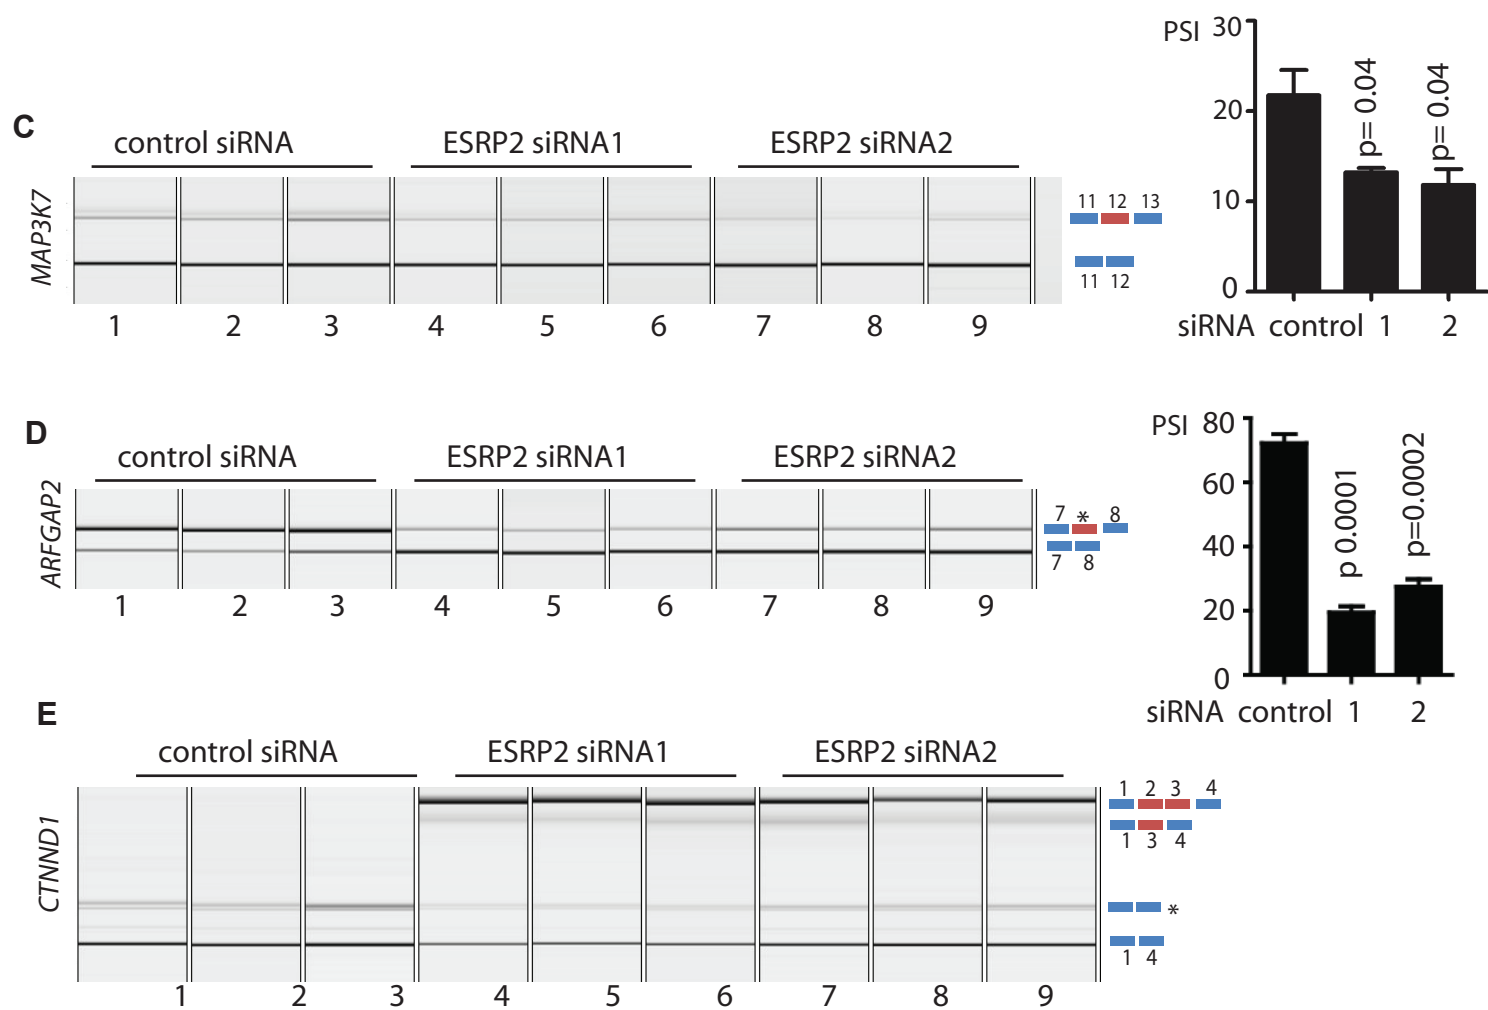 C
control siRNA ESRP2 siRNA1 ESRP2 siRNA2
MAP3K7
11 12 13
11 12
1 2 3 4 5 6 7 8 9
PSI 30
20
10
0
p= 0.04
p= 0.04
siRNA control 1 2
D
control siRNA ESRP2 siRNA1 ESRP2 siRNA2
ARFGAP2
7 * 8
7 8
1 2 3 4 5 6 7 8 9
PSI 80
60
40
20
0
p 0.0001
p=0.0002
siRNA control 1 2
E
control siRNA ESRP2 siRNA1 ESRP2 siRNA2
CTNND1
1 2 3 4
1 3 4
*
1 4
1 2 3 4 5 6 7 8 9